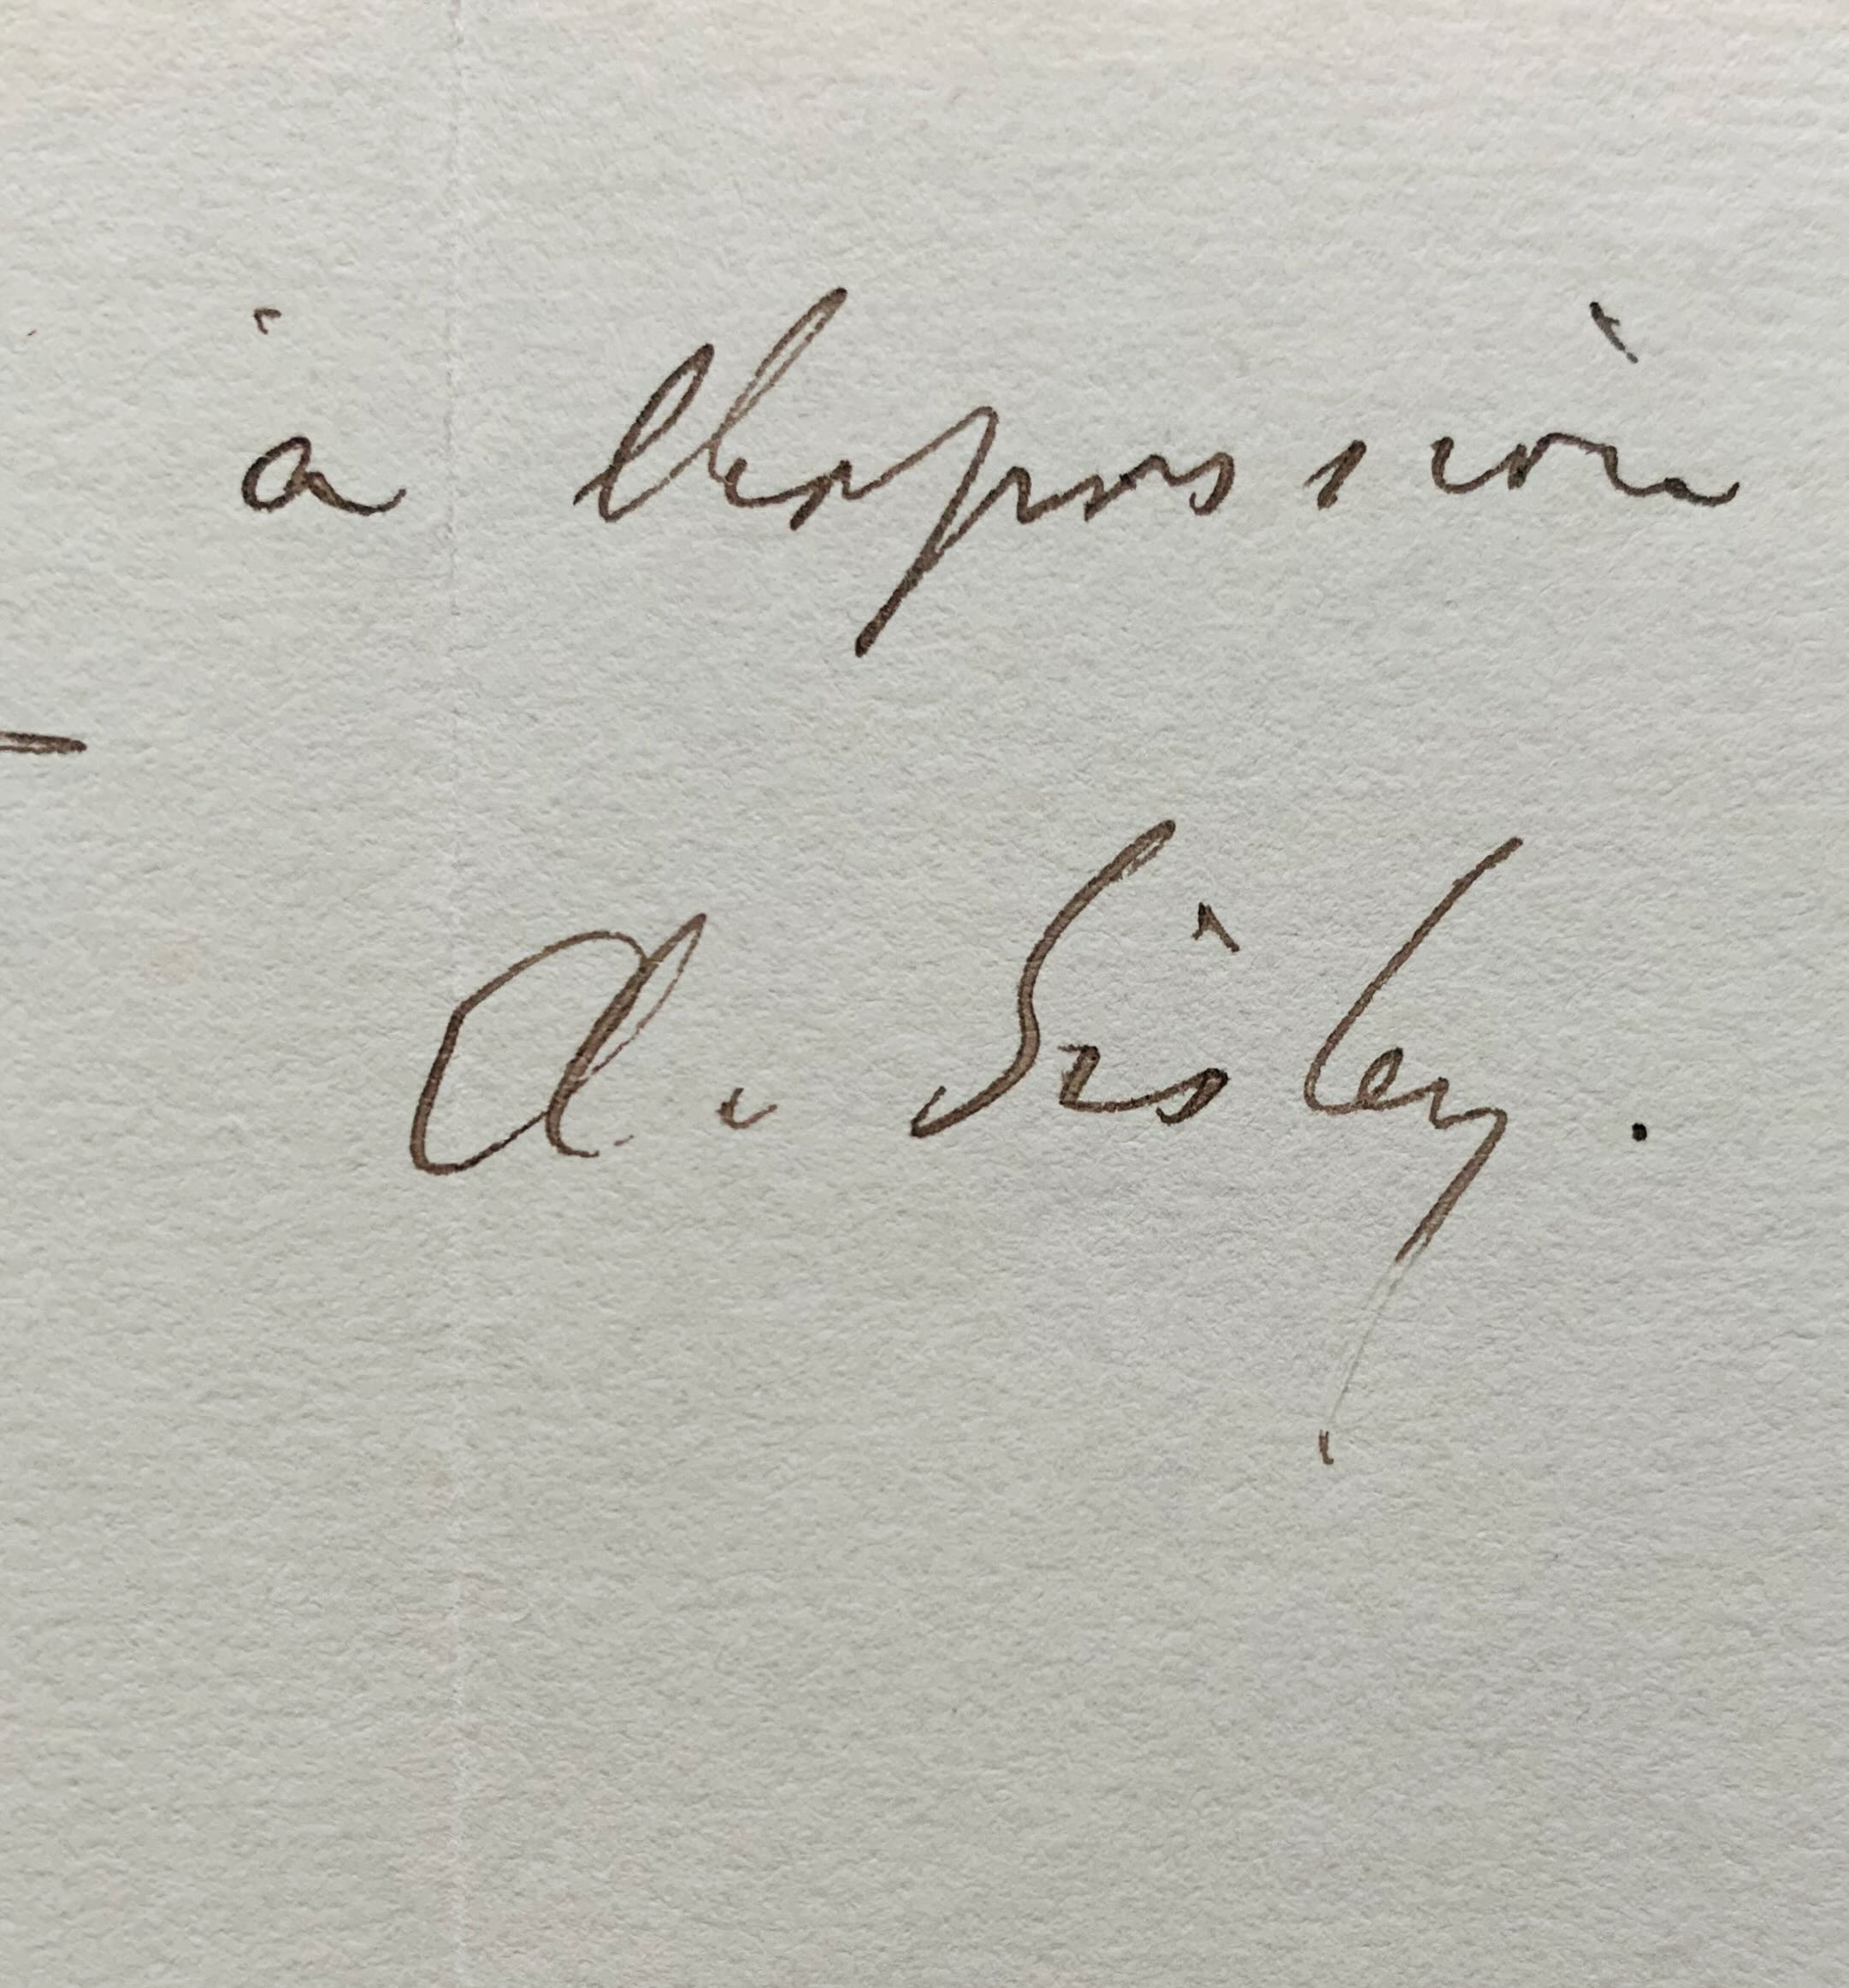 à l'expression
A. Sisley.